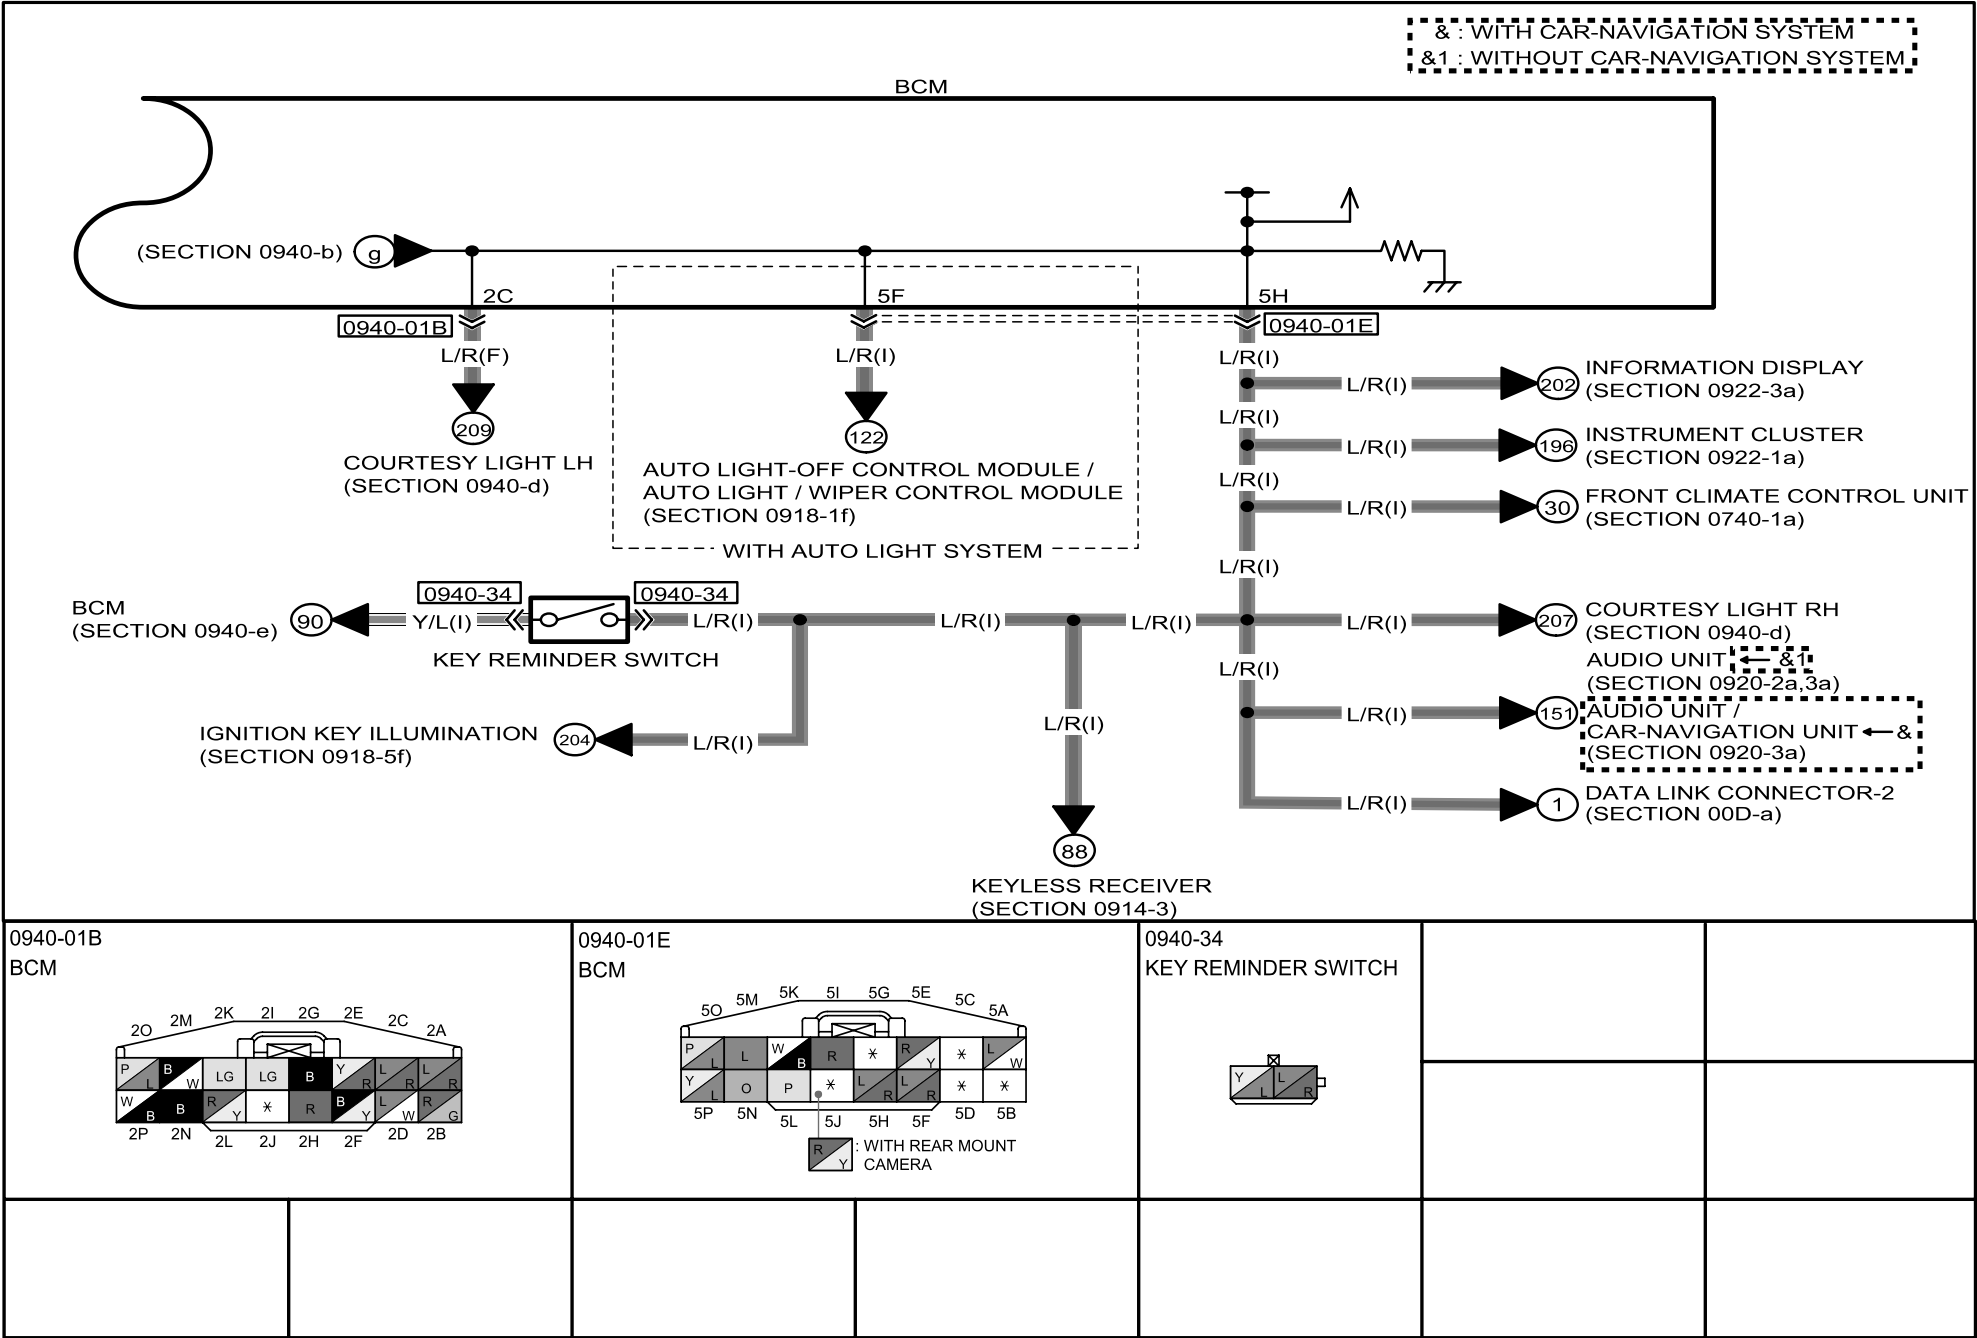 & : WITH CAR-NAVIGATION SYSTEM
&1 : WITHOUT CAR-NAVIGATION SYSTEM
BCM
(SECTION 0940-b) g
2C
5F
5H
0940-01B
0940-01E
L/R(F)
L/R(I)
L/R(I)
209
COURTESY LIGHT LH
(SECTION 0940-d)
122
AUTO LIGHT-OFF CONTROL MODULE /
AUTO LIGHT / WIPER CONTROL MODULE
(SECTION 0918-1f)
WITH AUTO LIGHT SYSTEM
L/R(I) 202 INFORMATION DISPLAY
(SECTION 0922-3a)
L/R(I)
L/R(I) 196 INSTRUMENT CLUSTER
(SECTION 0922-1a)
L/R(I)
L/R(I) 30 FRONT CLIMATE CONTROL UNIT
(SECTION 0740-1a)
L/R(I)
BCM
(SECTION 0940-e) 90
Y/L(I)
0940-34
0940-34
KEY REMINDER SWITCH
L/R(I)
L/R(I)
L/R(I)
L/R(I) 207 COURTESY LIGHT RH
(SECTION 0940-d)
L/R(I)
AUDIO UNIT ← &1
(SECTION 0920-2a,3a)
L/R(I) 151 AUDIO UNIT /
CAR-NAVIGATION UNIT ← &
(SECTION 0920-3a)
IGNITION KEY ILLUMINATION
(SECTION 0918-5f) 204
L/R(I)
L/R(I)
L/R(I) 1 DATA LINK CONNECTOR-2
(SECTION 00D-a)
88
KEYLESS RECEIVER
(SECTION 0914-3)
0940-01B
BCM
2O 2M 2K 2I 2G 2E 2C 2A
P L B W LG LG B Y R L R L R
W B B R Y * R B Y L W R G
2P 2N 2L 2J 2H 2F 2D 2B
0940-01E
BCM
5O 5M 5K 5I 5G 5E 5C 5A
P L L W B R * R Y * L W
Y L O P * L R L R * *
5P 5N 5L 5J 5H 5F 5D 5B
R Y : WITH REAR MOUNT
CAMERA
0940-34
KEY REMINDER SWITCH
Y L L R